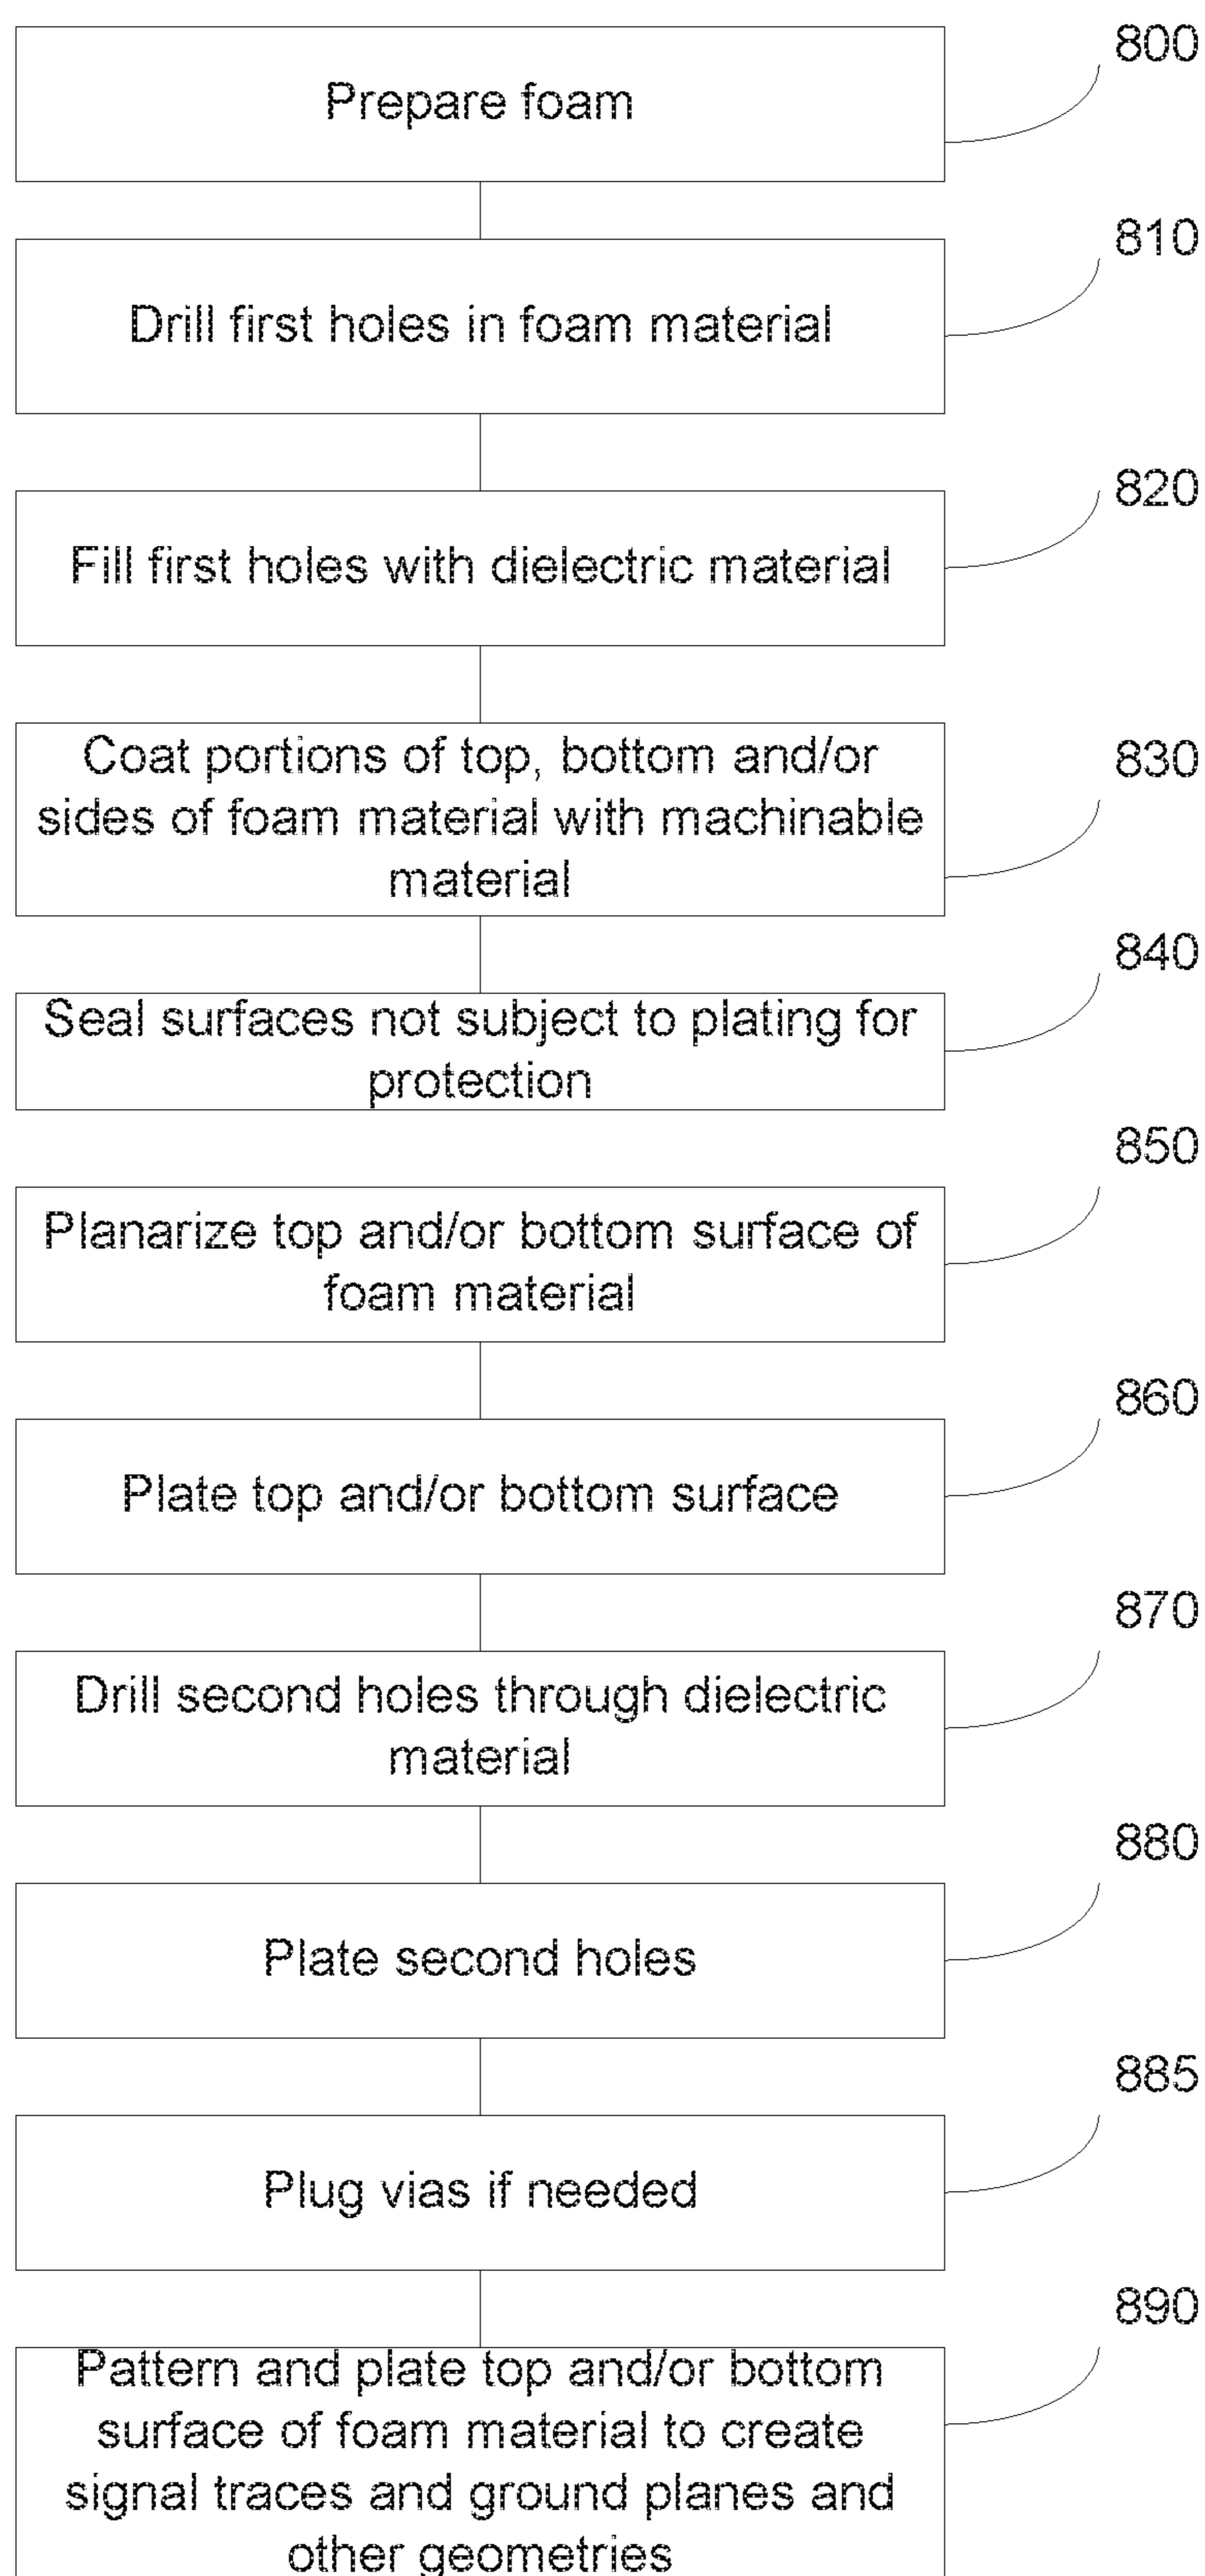 800
Prepare foam
810
Drill first holes in foam material
820
Fill first holes with dielectric material
830
Coat portions of top, bottom and/or
sides of foam material with machinable
material
840
Seal surfaces not subject to plating for
protection
850
Planarize top and/or bottom surface of
foam material
860
Plate top and/or bottom surface
870
Drill second holes through dielectric
material
880
Plate second holes
885
Plug vias if needed
890
Pattern and plate top and/or bottom
surface of foam material to create
signal traces and ground planes and
other geometries